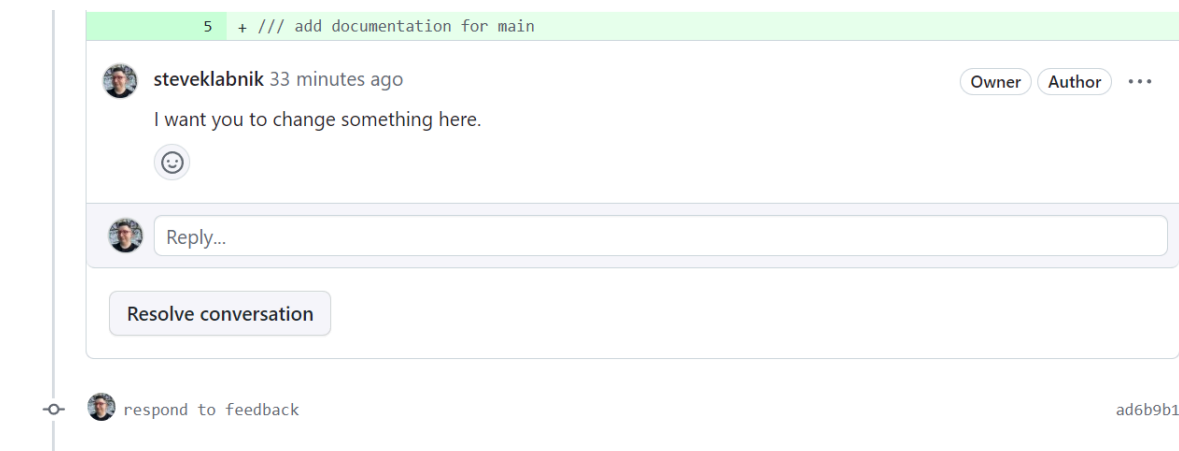 5 + /// add documentation for main
steveklabnik 33 minutes ago Owner Author
I want you to change something here.
Reply...
Resolve conversation
respond to feedback ad6b9b1